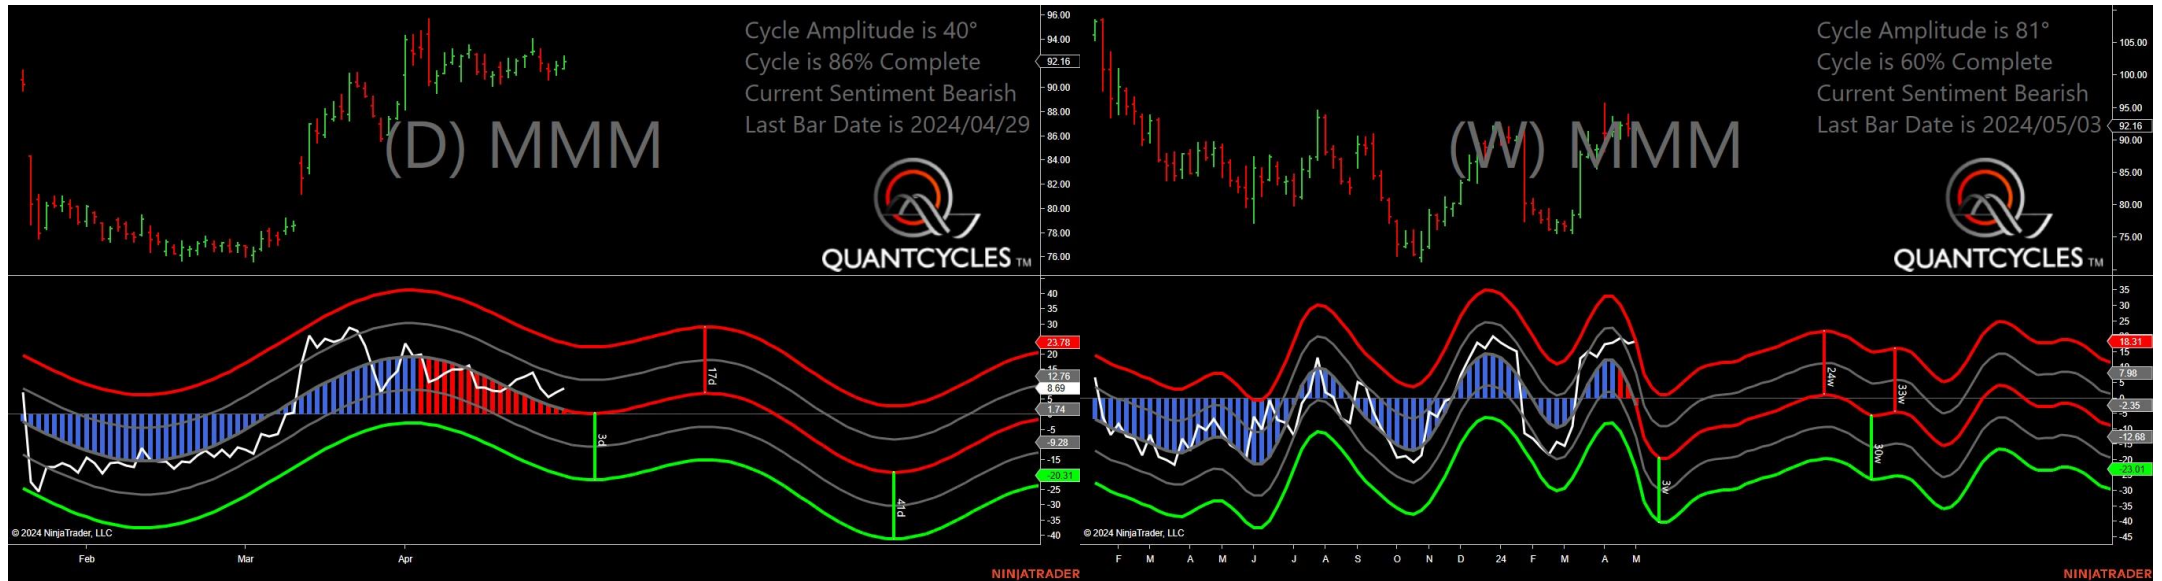 Cycle Amplitude is 40°
Cycle is 86% Complete
Current Sentiment Bearish
Last Bar Date is 2024/04/29
(D) MMM
QUANTCYCLES TM
96.00
94.00
92.16
90.00
88.00
86.00
84.00
82.00
80.00
78.00
76.00
40
35
30
23.78
20
15
12.76
8.69
5
1.74
-5
-9.28
-15
-20.31
-25
-30
-35
-40
17d
3d
41d
© 2024 NinjaTrader, LLC
Feb Mar Apr
NINJATRADER
Cycle Amplitude is 81°
Cycle is 60% Complete
Current Sentiment Bearish
Last Bar Date is 2024/05/03
(W) MMM
QUANTCYCLES TM
105.00
100.00
95.00
92.16
90.00
85.00
80.00
75.00
35
30
25
18.31
15
7.98
5
-2.35
-10
-12.68
-20
-23.01
-30
-35
-40
-45
24w
33w
30w
3w
© 2024 NinjaTrader, LLC
F M A M J J A S O N D 24 F M A M
NINJATRADER